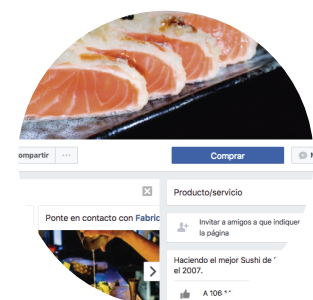 Compartir
Comprar
Producto/servicio
Ponte en contacto con Fabric
Invitar a amigos a que indiquen
la página
Haciendo el mejor Sushi de
el 2007.
A 106